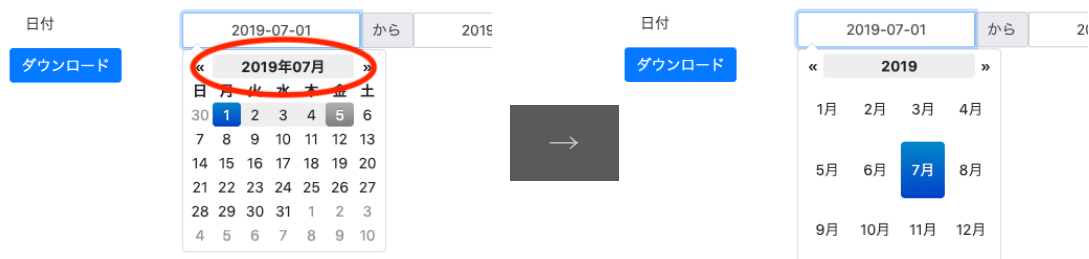 日付
2019-07-01 から 2019
ダウンロード
« 2019年07月 »
日 月 火 水 木 金 土
30 1 2 3 4 5 6
7 8 9 10 11 12 13
14 15 16 17 18 19 20
21 22 23 24 25 26 27
28 29 30 31 1 2 3
4 5 6 7 8 9 10
→
日付
2019-07-01 から 20
ダウンロード
« 2019 »
1月 2月 3月 4月
5月 6月 7月 8月
9月 10月 11月 12月